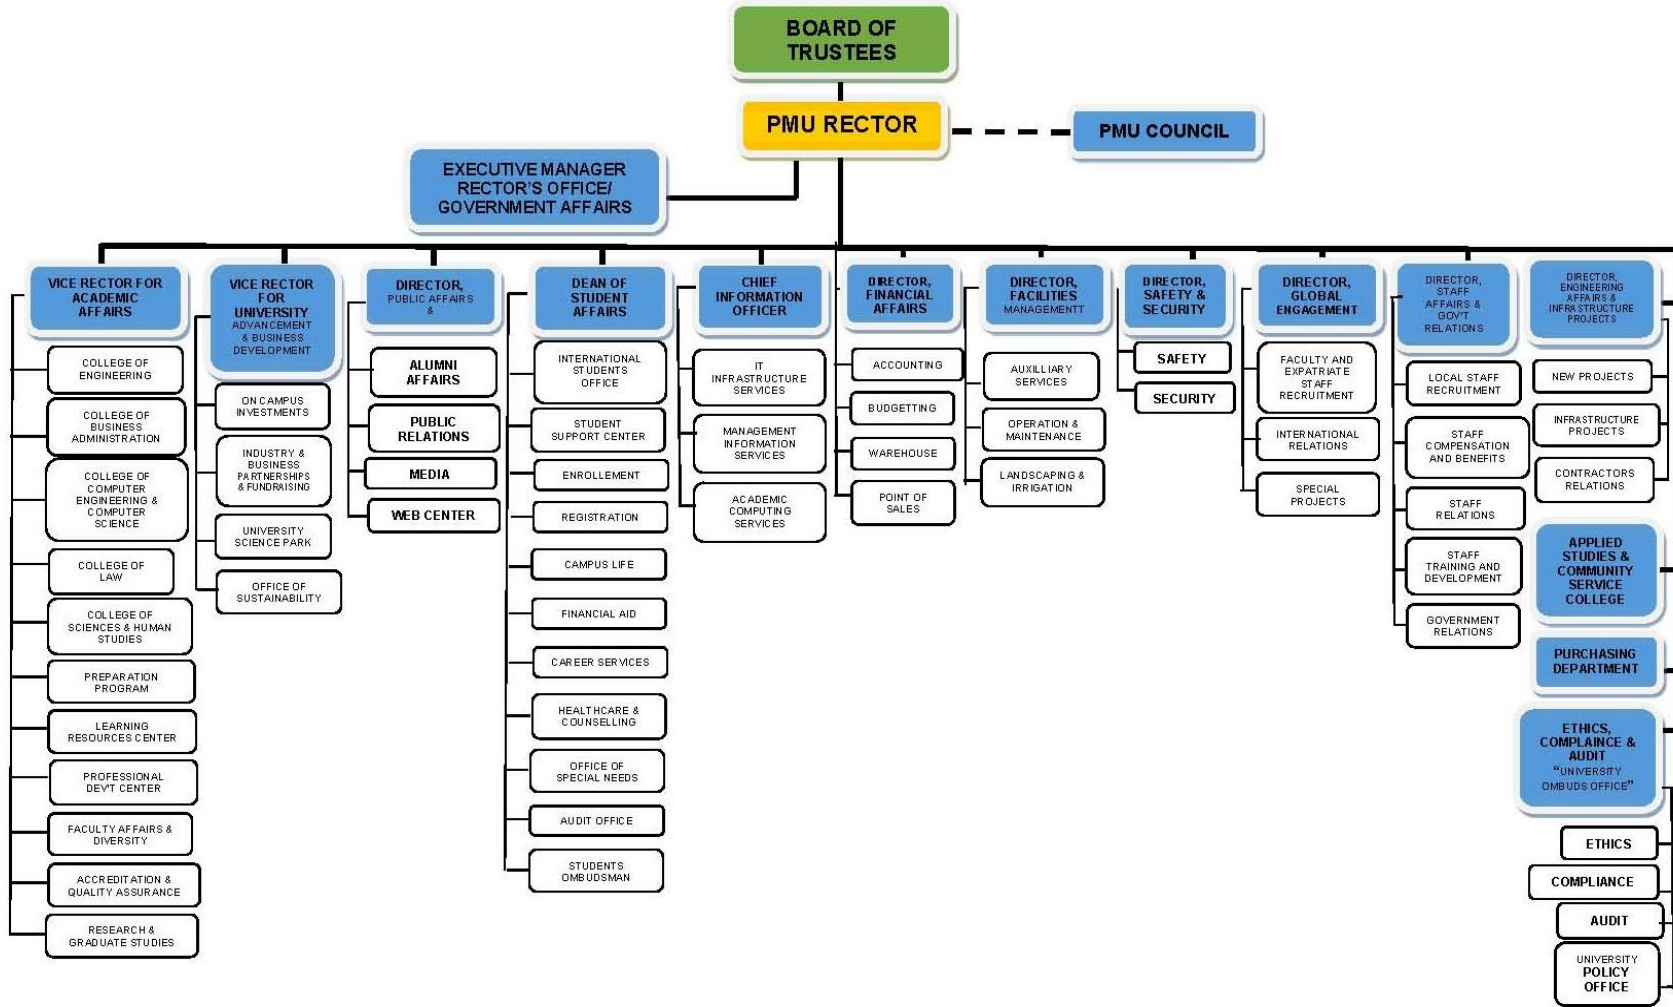 BOARD OF
TRUSTEES
PMU RECTOR
PMU COUNCIL
EXECUTIVE MANAGER
RECTOR'S OFFICE/
GOVERNMENT AFFAIRS
VICE RECTOR FOR
ACADEMIC
AFFAIRS
COLLEGE OF
ENGINEERING
COLLEGE OF
BUSINESS
ADMINISTRATION
COLLEGE OF
COMPUTER
ENGINEERING &
COMPUTER
SCIENCE
COLLEGE OF
LAW
COLLEGE OF
SCIENCES & HUMAN
STUDIES
PREPARATION
PROGRAM
LEARNING
RESOURCES CENTER
PROFESSIONAL
DEV'T CENTER
FACULTY AFFAIRS &
DIVERSITY
ACCREDITATION &
QUALITY ASSURANCE
RESEARCH &
GRADUATE STUDIES
VICE RECTOR
FOR
UNIVERSITY
ADVANCEMENT
& BUSINESS
DEVELOPMENT
ON CAMPUS
INVESTMENTS
INDUSTRY &
BUSINESS
PARTNERSHIPS
& FUNDRAISING
UNIVERSITY
SCIENCE PARK
OFFICE OF
SUSTAINABILITY
DIRECTOR,
PUBLIC AFFAIRS
&
ALUMNI
AFFAIRS
PUBLIC
RELATIONS
MEDIA
WEB CENTER
DEAN OF
STUDENT
AFFAIRS
INTERNATIONAL
STUDENTS
OFFICE
STUDENT
SUPPORT CENTER
ENROLLEMENT
REGISTRATION
CAMPUS LIFE
FINANCIAL AID
CAREER SERVICES
HEALTHCARE &
COUNSELLING
OFFICE OF
SPECIAL NEEDS
AUDIT OFFICE
STUDENTS
OMBUDSMAN
CHIEF
INFORMATION
OFFICER
IT
INFRASTRUCTURE
SERVICES
MANAGEMENT
INFORMATION
SERVICES
ACADEMIC
COMPUTING
SERVICES
DIRECTOR,
FINANCIAL
AFFAIRS
ACCOUNTING
BUDGETTING
WAREHOUSE
POINT OF
SALES
DIRECTOR,
FACILITIES
MANAGEMENTT
AUXILLIARY
SERVICES
OPERATION &
MAINTENANCE
LANDSCAPING &
IRRIGATION
DIRECTOR,
SAFETY &
SECURITY
SAFETY
SECURITY
DIRECTOR,
GLOBAL
ENGAGEMENT
FACULTY AND
EXPATRIATE
STAFF
RECRUITMENT
INTERNATIONAL
RELATIONS
SPECIAL
PROJECTS
DIRECTOR,
STAFF
AFFAIRS &
GOV'T
RELATIONS
LOCAL STAFF
RECRUITMENT
STAFF
COMPENSATION
AND BENEFITS
STAFF
RELATIONS
STAFF
TRAINING AND
DEVELOPMENT
GOVERNMENT
RELATIONS
DIRECTOR,
ENGINEERING
AFFAIRS &
INFRASTRUCTURE
PROJECTS
NEW PROJECTS
INFRASTRUCTURE
PROJECTS
CONTRACTORS
RELATIONS
APPLIED
STUDIES &
COMMUNITY
SERVICE
COLLEGE
PURCHASING
DEPARTMENT
ETHICS,
COMPLAINCE &
AUDIT
"UNIVERSITY
OMBUDS OFFICE"
ETHICS
COMPLIANCE
AUDIT
UNIVERSITY
POLICY
OFFICE